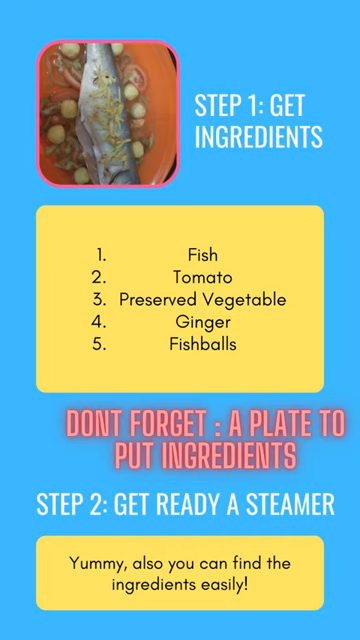 STEP 1: GET
INGREDIENTS
1. Fish
2. Tomato
3. Preserved Vegetable
4. Ginger
5. Fishballs
DONT FORGET : A PLATE TO
PUT INGREDIENTS
STEP 2: GET READY A STEAMER
Yummy, also you can find the
ingredients easily!